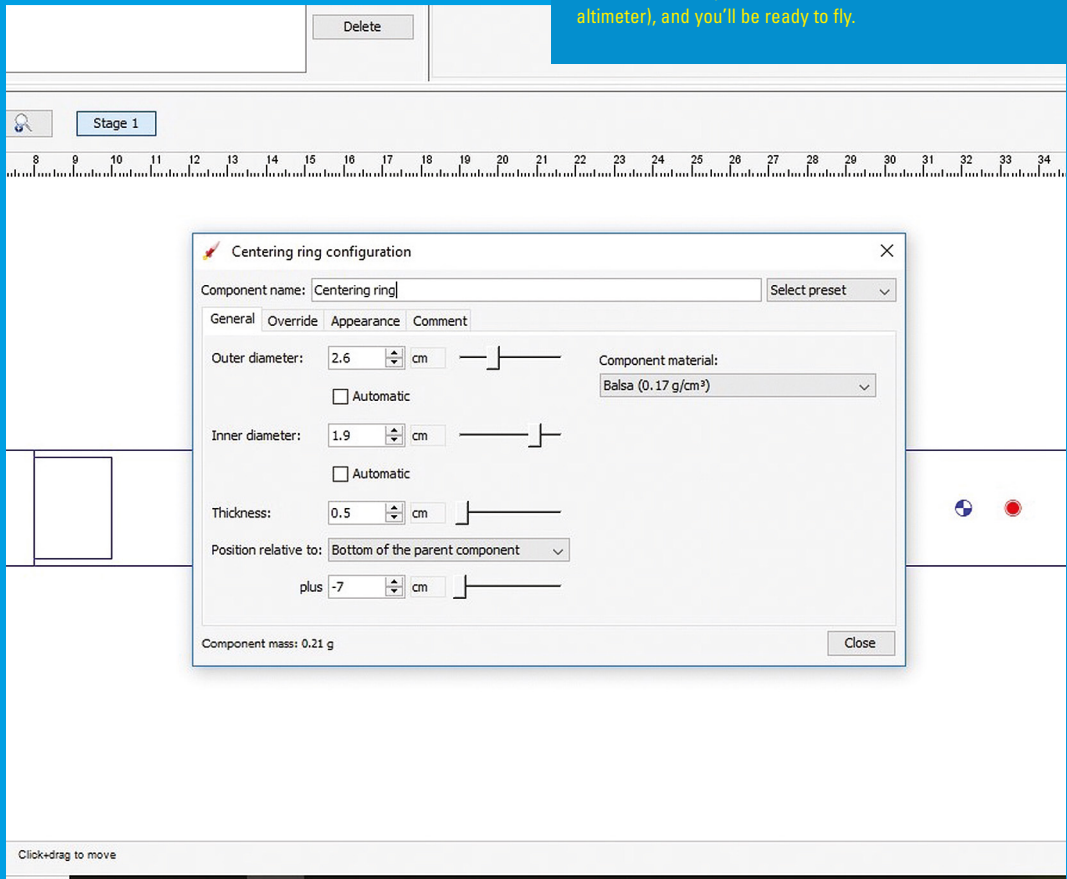 altimeter), and you’ll be ready to fly.
Delete
Stage 1
8 9 10 11 12 13 14 15 16 17 18 19 20 21 22 23 24 25 26 27 28 29 30 31 32 33 34
Centering ring configuration
Component name: Centering ring Select preset
General Override Appearance Comment
Outer diameter: 2.6 cm
Component material:
Automatic
Balsa (0.17 g/cm³)
Inner diameter: 1.9 cm
Automatic
Thickness: 0.5 cm
Position relative to: Bottom of the parent component
plus -7 cm
Component mass: 0.21 g
Close
Click+drag to move